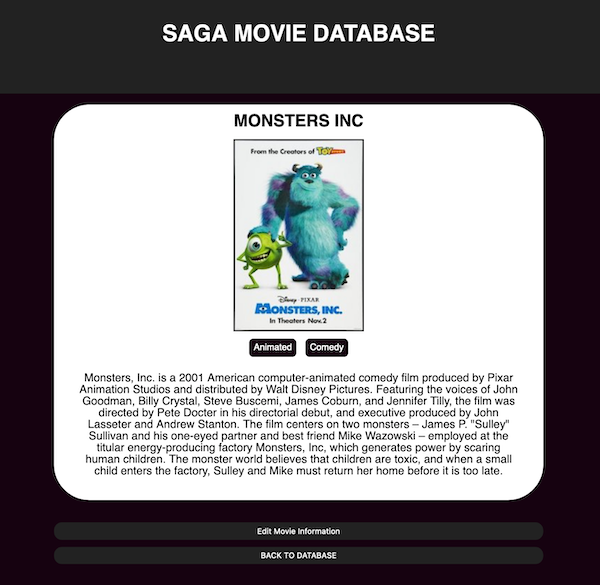 SAGA MOVIE DATABASE
MONSTERS INC
From the Creators of TOY STORY
Disney PIXAR
MONSTERS, INC.
In Theaters Nov.2
Animated
Comedy
Monsters, Inc. is a 2001 American computer-animated comedy film produced by Pixar
Animation Studios and distributed by Walt Disney Pictures. Featuring the voices of John
Goodman, Billy Crystal, Steve Buscemi, James Coburn, and Jennifer Tilly, the film was
directed by Pete Docter in his directorial debut, and executive produced by John
Lasseter and Andrew Stanton. The film centers on two monsters – James P. "Sulley"
Sullivan and his one-eyed partner and best friend Mike Wazowski – employed at the
titular energy-producing factory Monsters, Inc, which generates power by scaring
human children. The monster world believes that children are toxic, and when a small
child enters the factory, Sulley and Mike must return her home before it is too late.
Edit Movie Information
BACK TO DATABASE